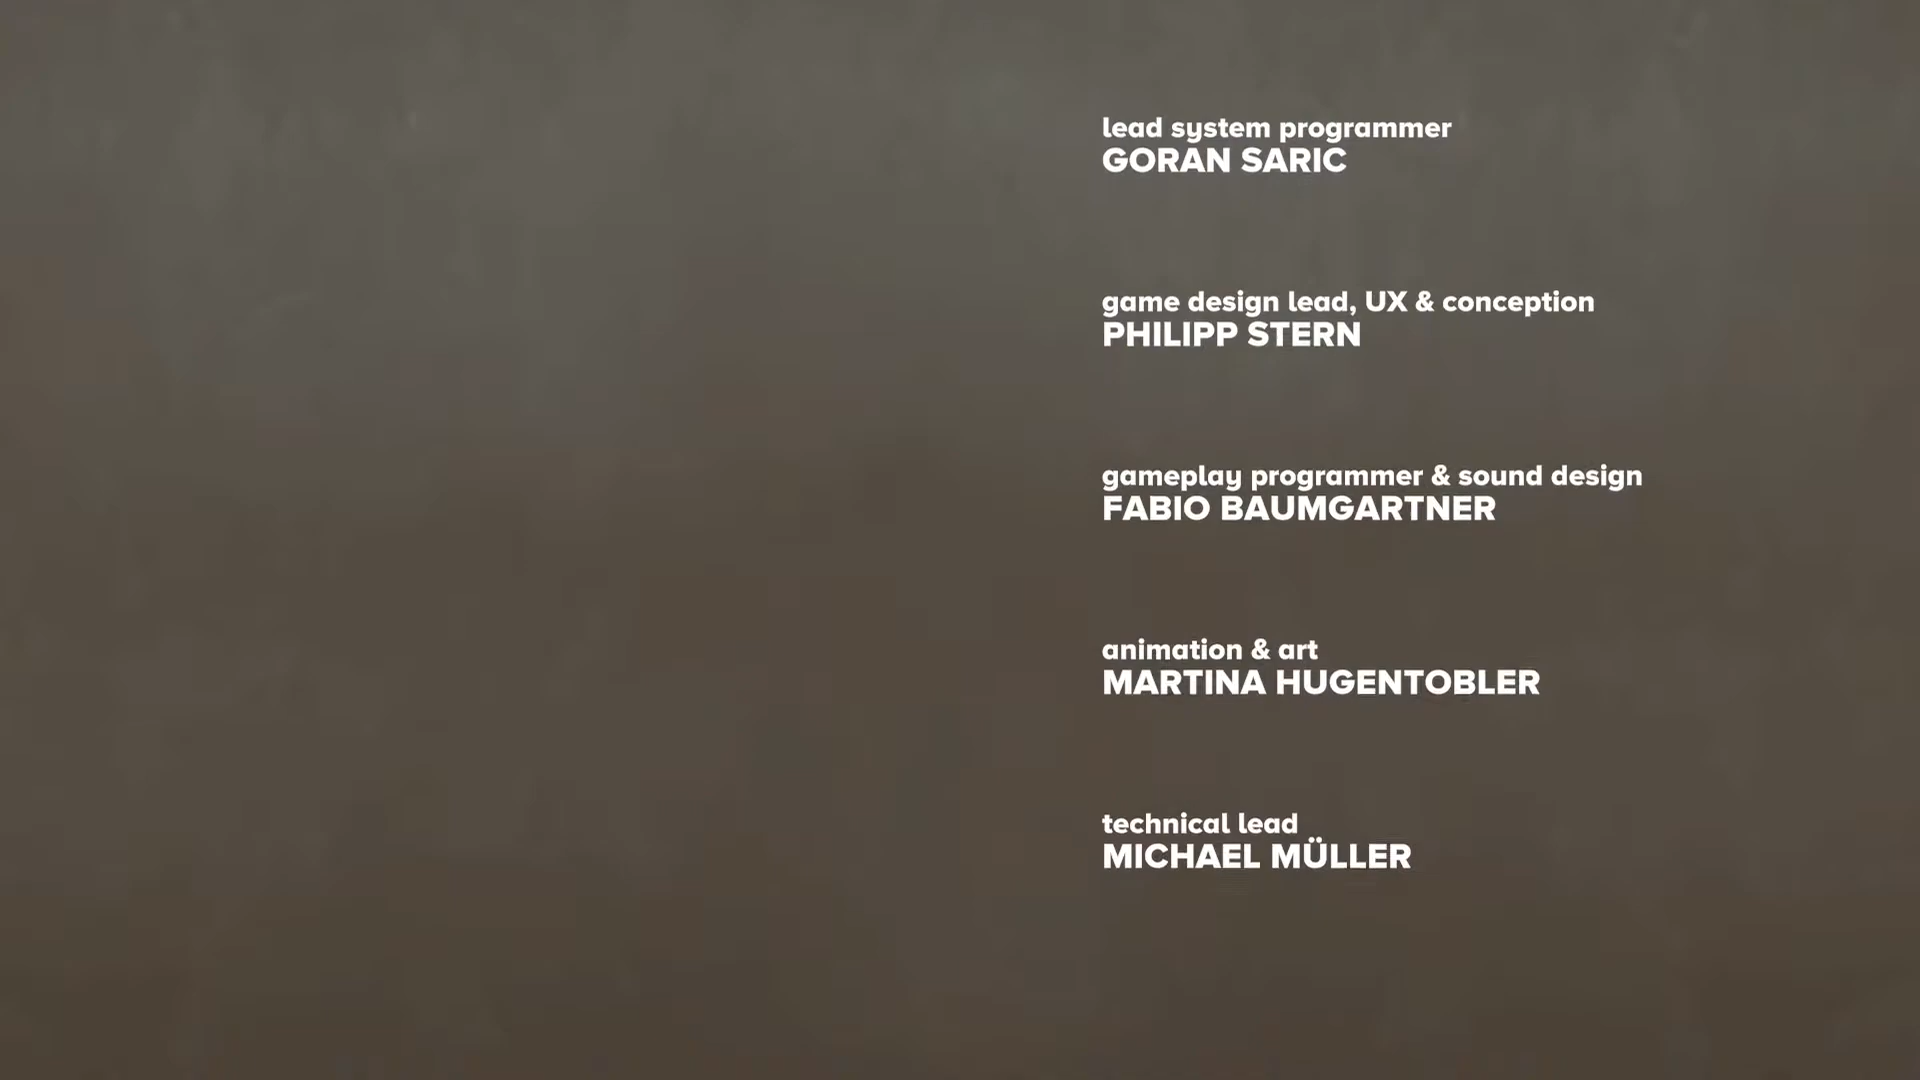 lead system programmer
GORAN SARIC
game design lead, UX & conception
PHILIPP STERN
gameplay programmer & sound design
FABIO BAUMGARTNER
animation & art
MARTINA HUGENTOBLER
technical lead
MICHAEL MÜLLER